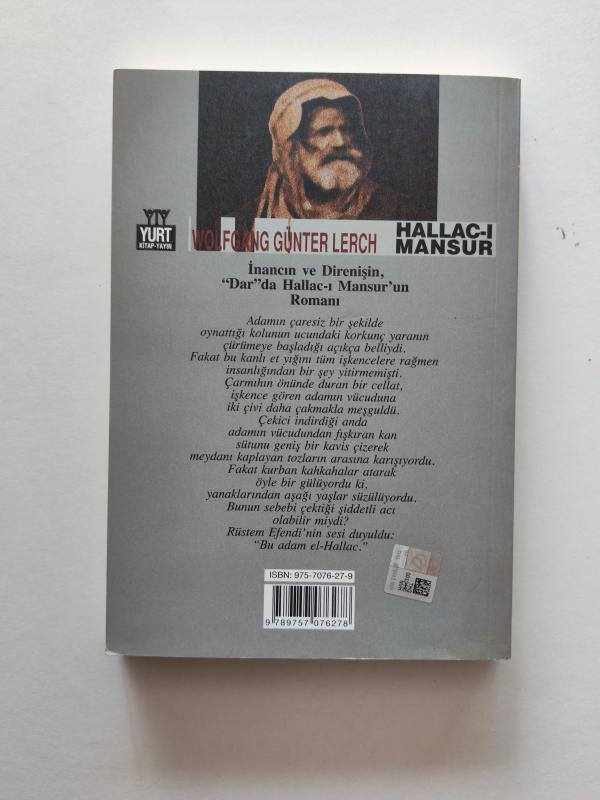 YTY
YURT
KİTAP-YAYIN
WOLFGANG GÜNTER LERCH
HALLAC-I
MANSUR
İnancın ve Direnişin,
“Dar”da Hallac-ı Mansur’un
Romanı
Adamın çaresiz bir şekilde
oynattığı kolunun ucundaki korkunç yaranın
çürümeye başladığı açıkça belliydi.
Fakat bu kanlı et yığını tüm işkencelere rağmen
insanlığından bir şey yitirmemişti.
Çarmıhın önünde duran bir cellat,
işkence gören adamın vücuduna
iki çivi daha çakmakla meşguldü.
Çekici indirdiği anda
adamın vücudundan fışkıran kan
sütunu geniş bir kavis çizerek
meydanı kaplayan tozların arasına karışıyordu.
Fakat kurban kahkahalar atarak
öyle bir gülüyordu ki,
yanaklarından aşağı yaşlar süzülüyordu.
Bunun sebebi çektiği şiddetli acı
olabilir miydi?
Rüstem Efendi’nin sesi duyuldu:
“Bu adam el-Hallac.”
ISBN: 975-7076-27-9
9 789757 076278